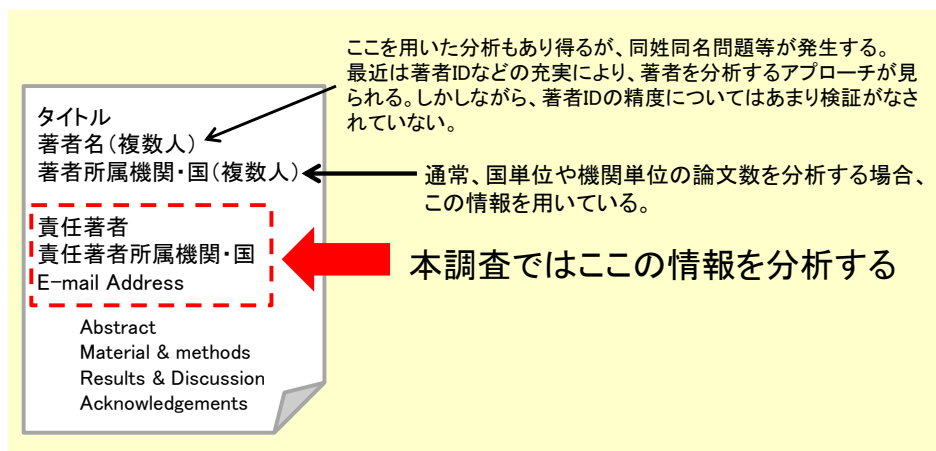 ここを用いた分析もあり得るが、同姓同名問題等が発生する。
最近は著者IDなどの充実により、著者を分析するアプローチが見
られる。しかしながら、著者IDの精度についてはあまり検証がなさ
れていない。
タイトル
著者名(複数人)
著者所属機関・国(複数人)
通常、国単位や機関単位の論文数を分析する場合、
この情報を用いている。
責任著者
責任著者所属機関・国
E-mail Address
本調査ではここの情報を分析する
Abstract
Material & methods
Results & Discussion
Acknowledgements